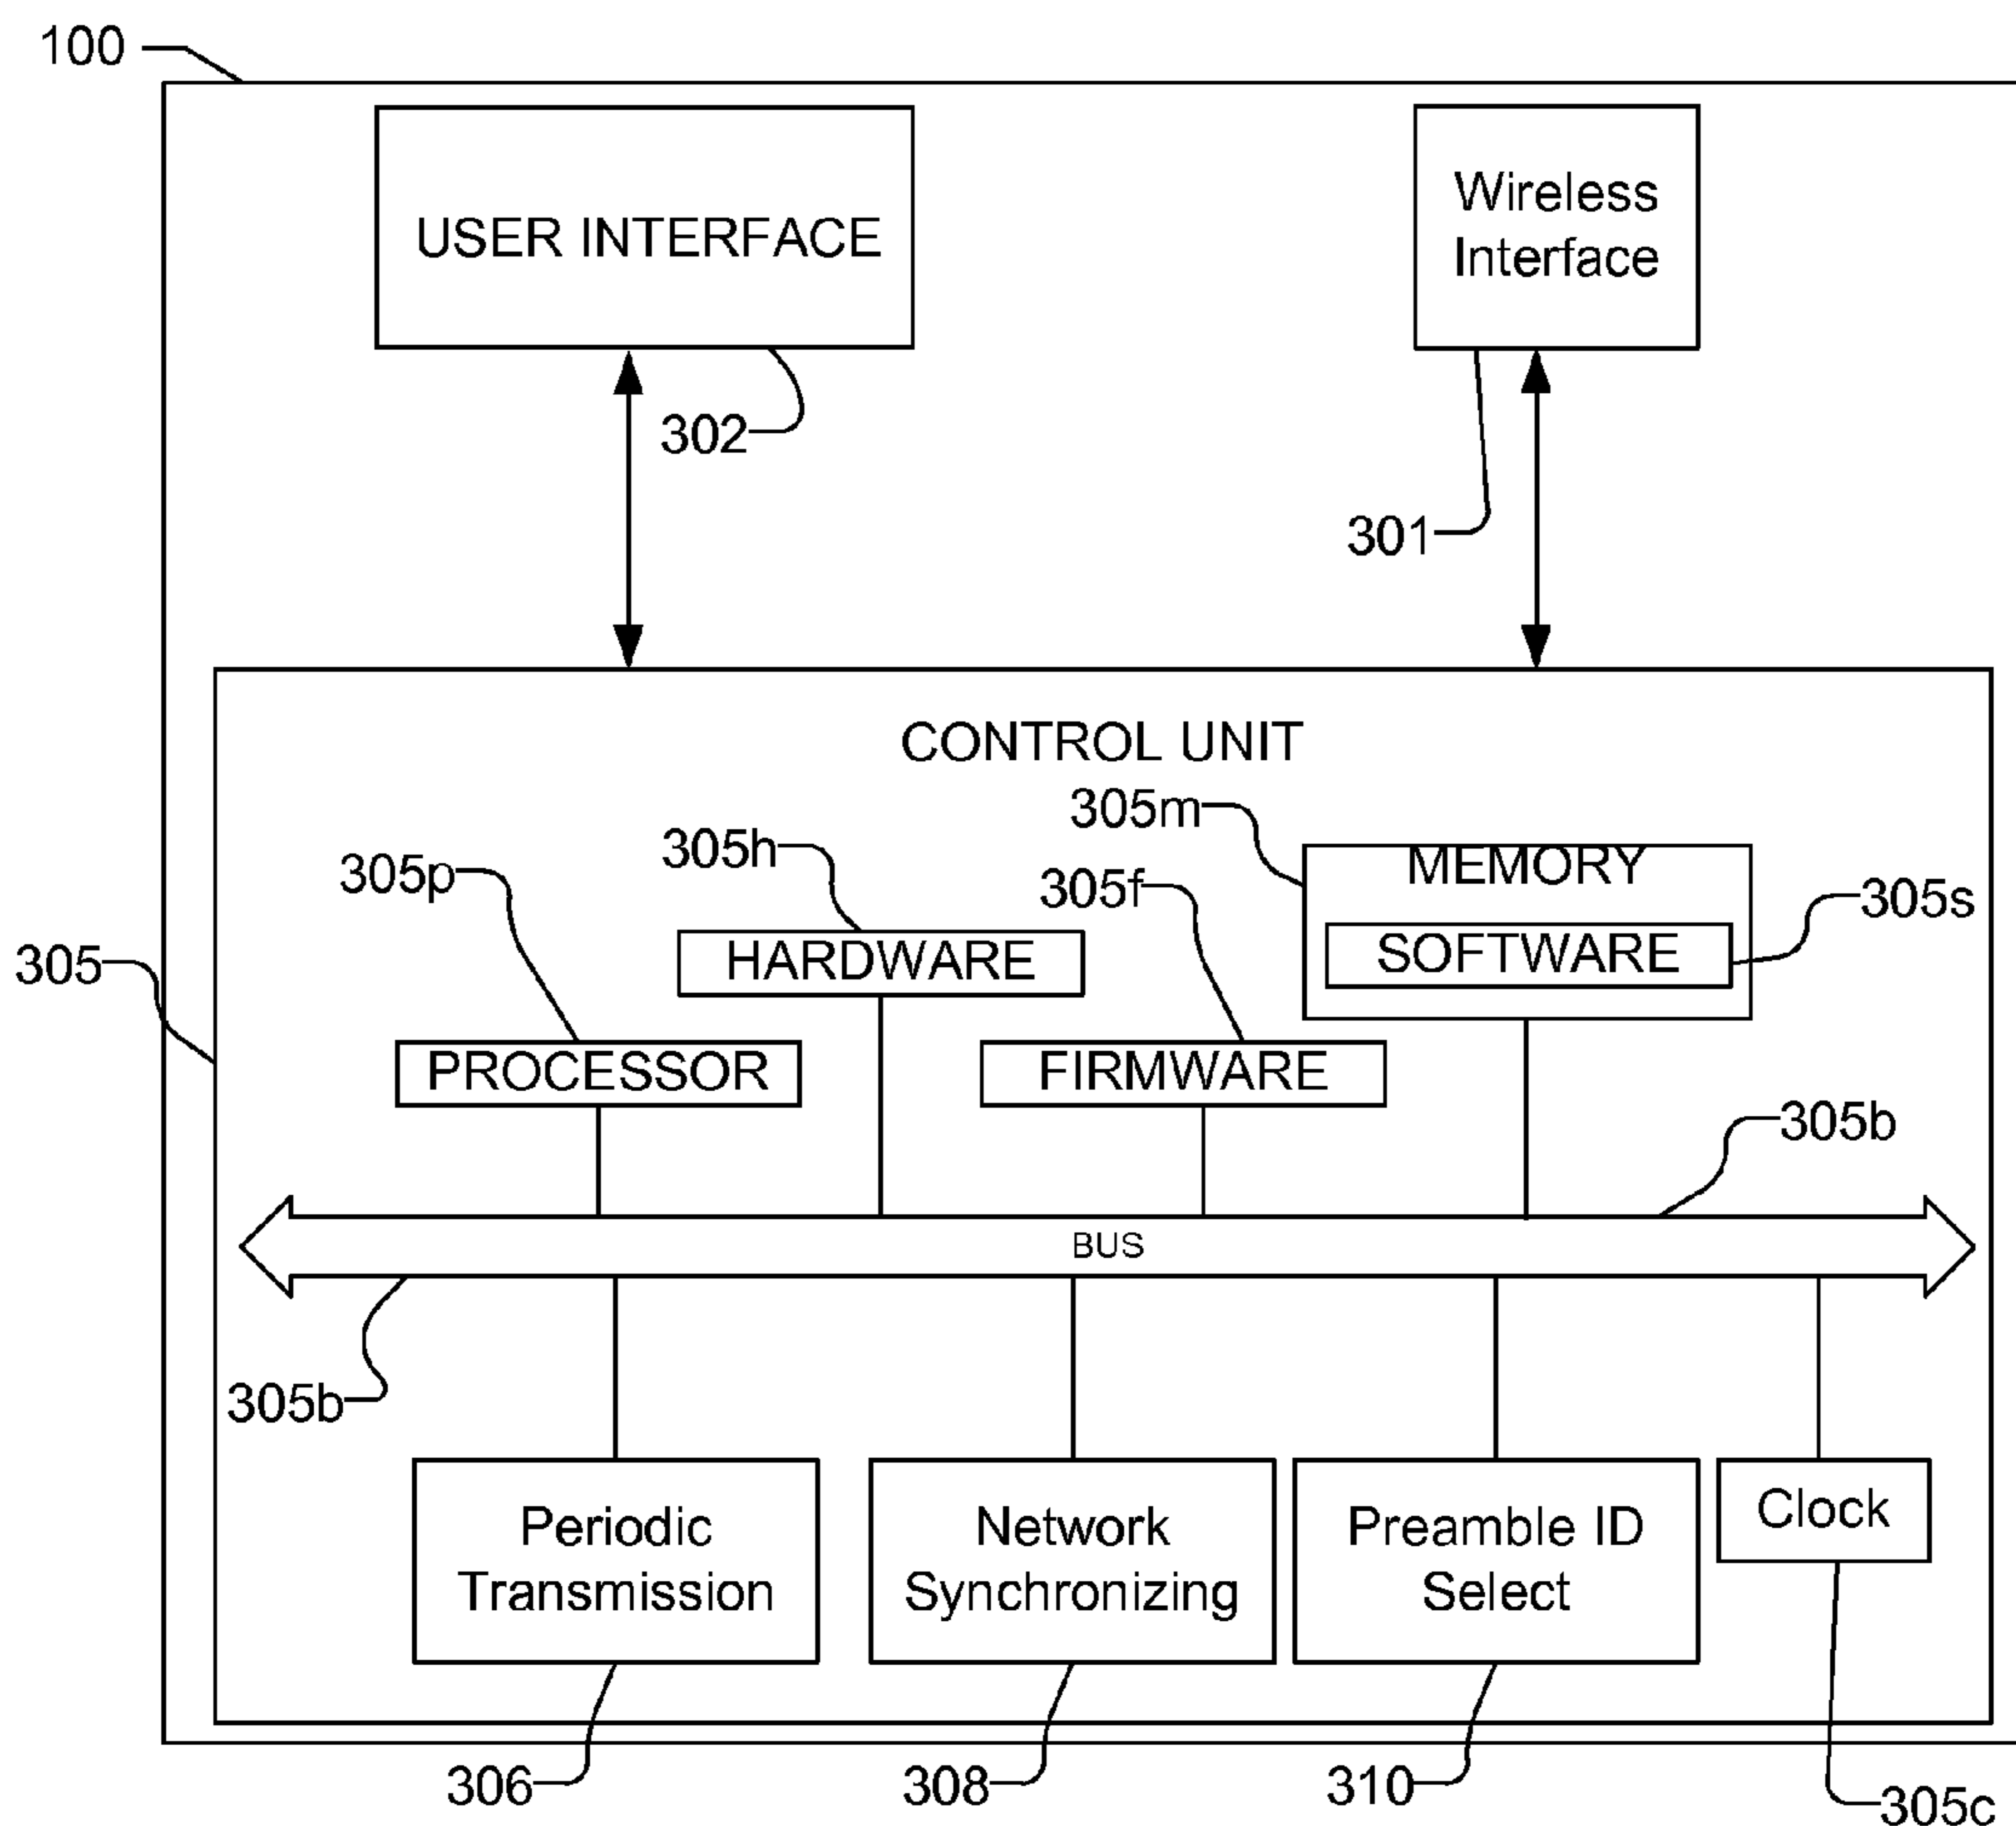 100
USER INTERFACE
Wireless
Interface
302
301
CONTROL UNIT
305m
305h
305p
305f
MEMORY
305s
SOFTWARE
HARDWARE
305
PROCESSOR
FIRMWARE
305b
BUS
305b
Periodic
Transmission
Network
Synchronizing
Preamble ID
Select
Clock
306
308
310
305c